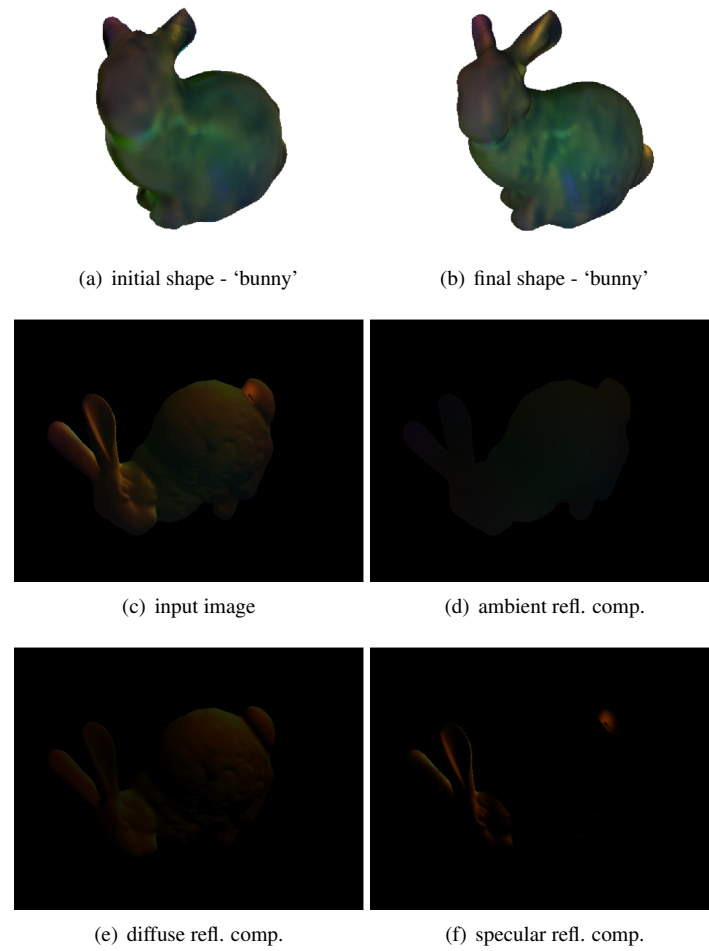 (a) initial shape - ‘bunny’
(b) final shape - ‘bunny’
(c) input image
(d) ambient refl. comp.
(e) diffuse refl. comp.
(f) specular refl. comp.